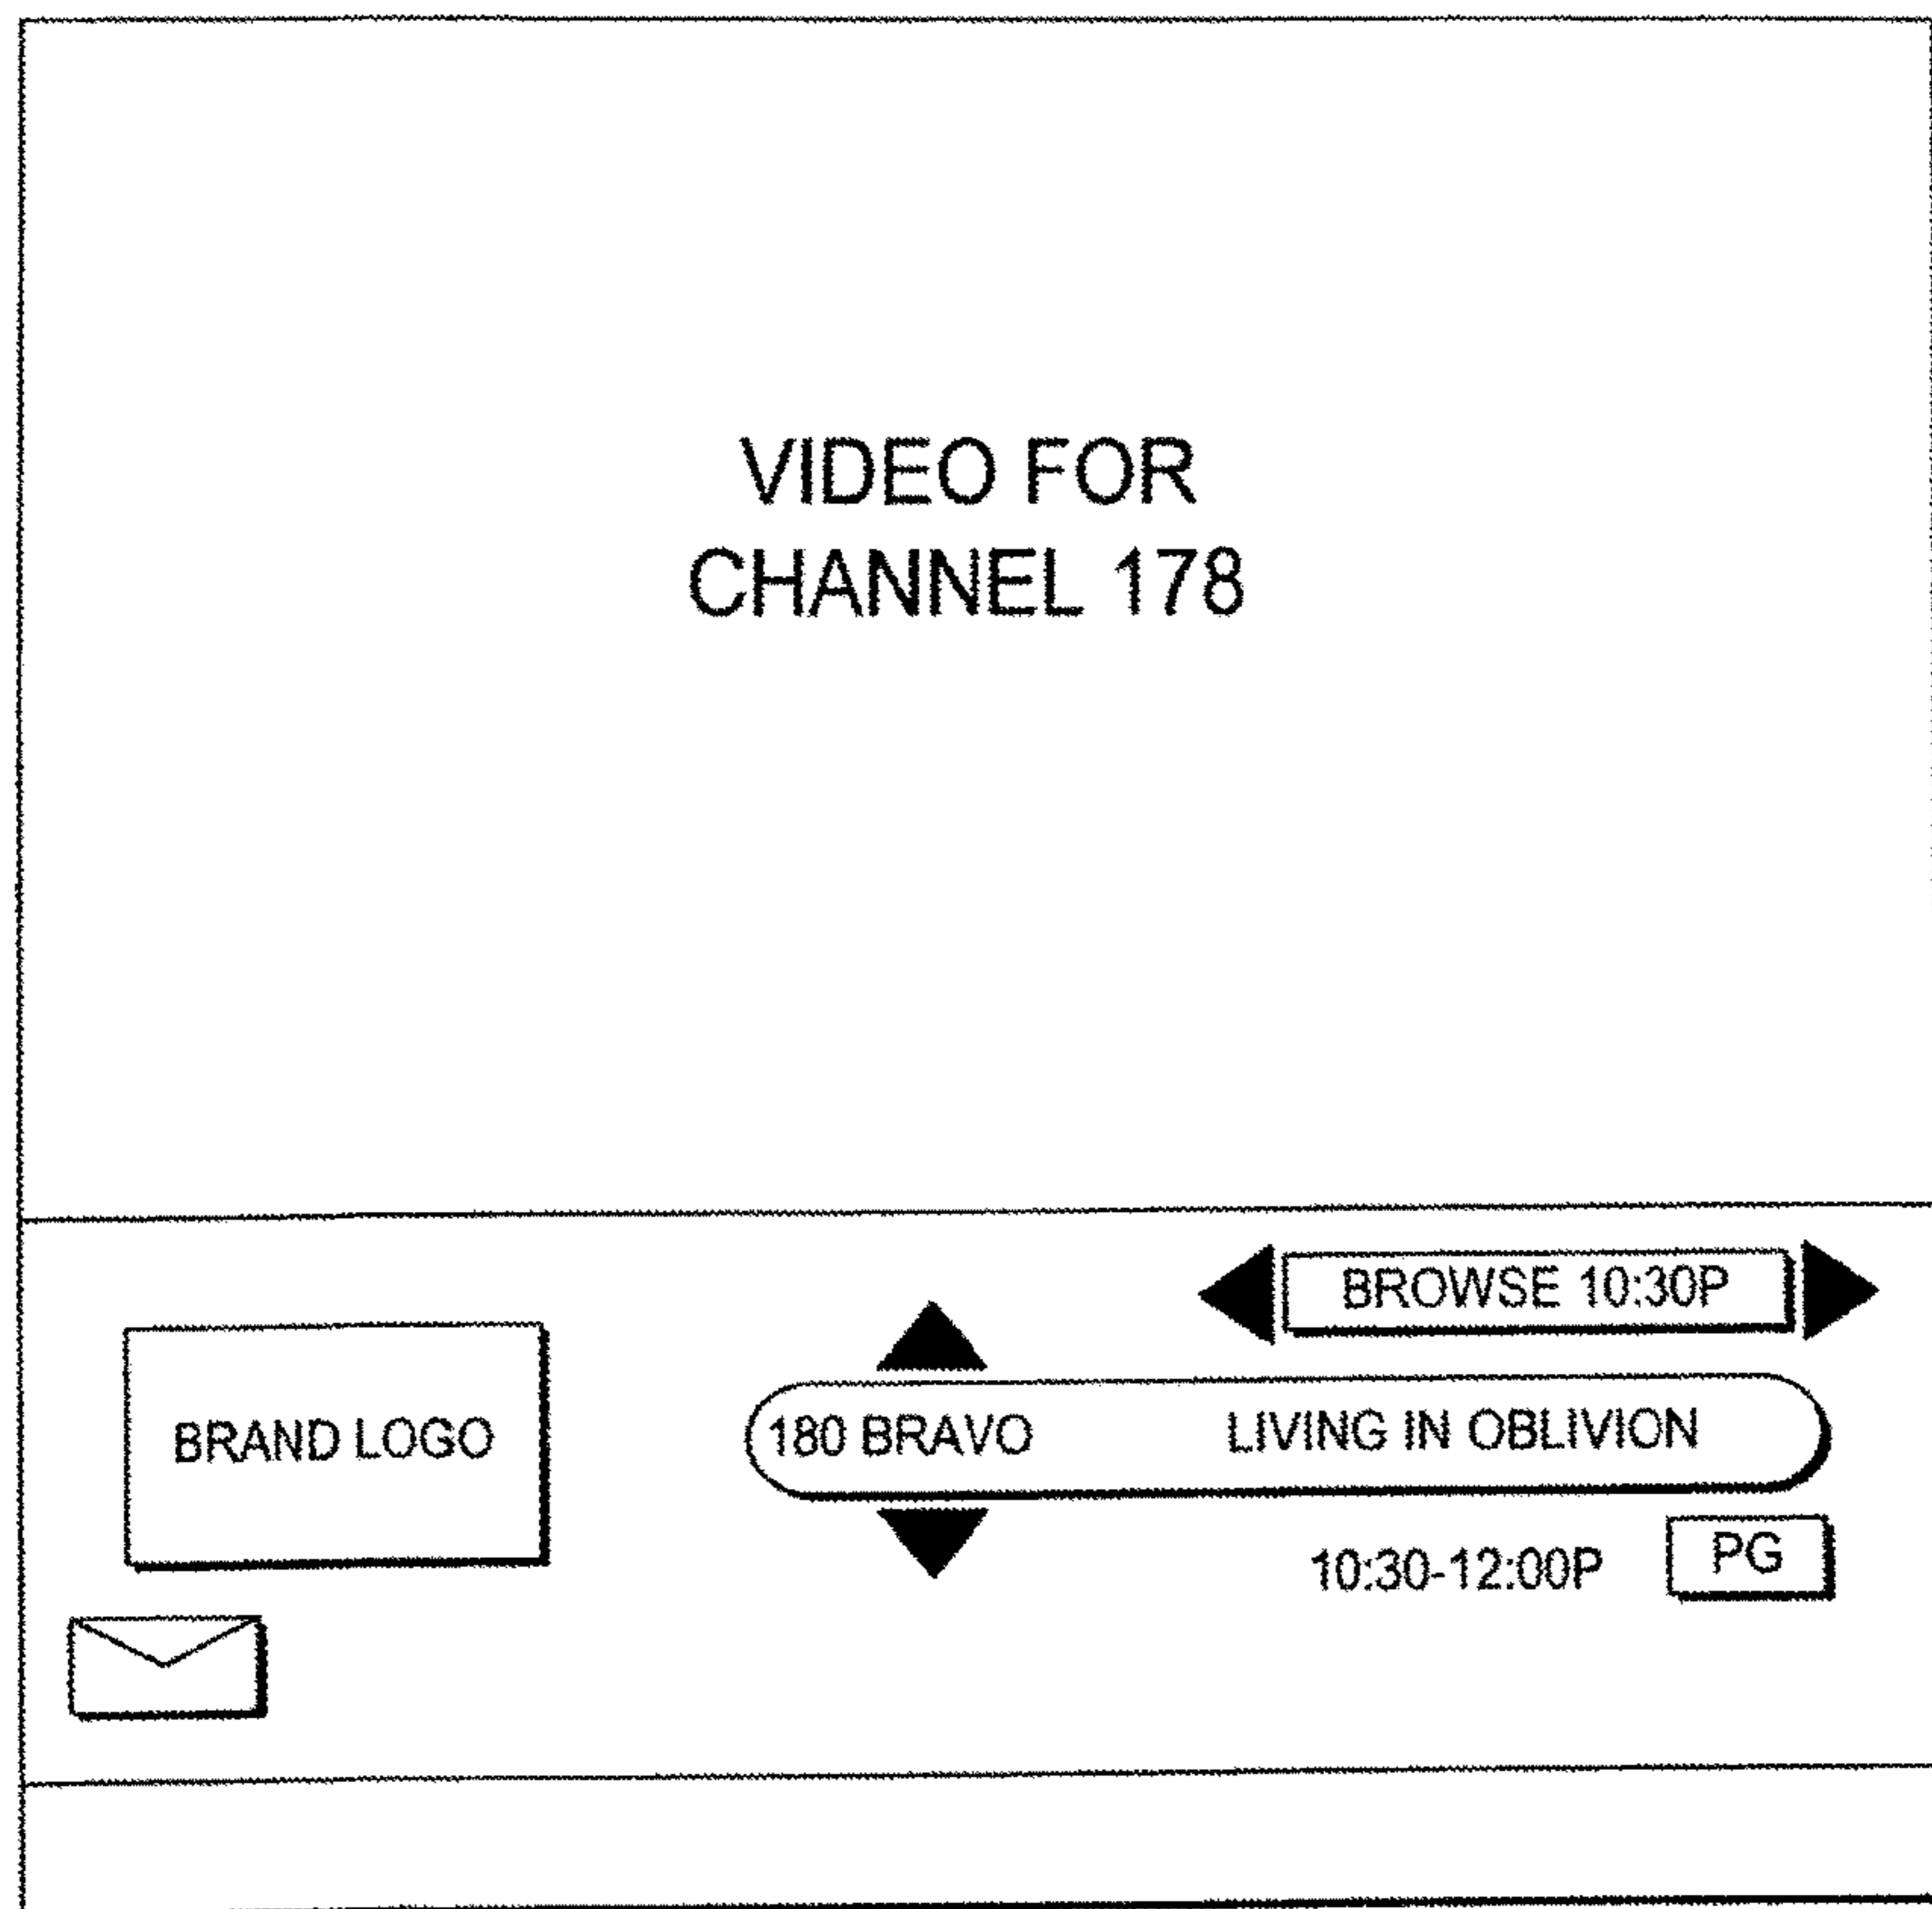 VIDEO FOR
CHANNEL 178
BROWSE 10:30P
BRAND LOGO
180 BRAVO LIVING IN OBLIVION
10:30-12:00P PG